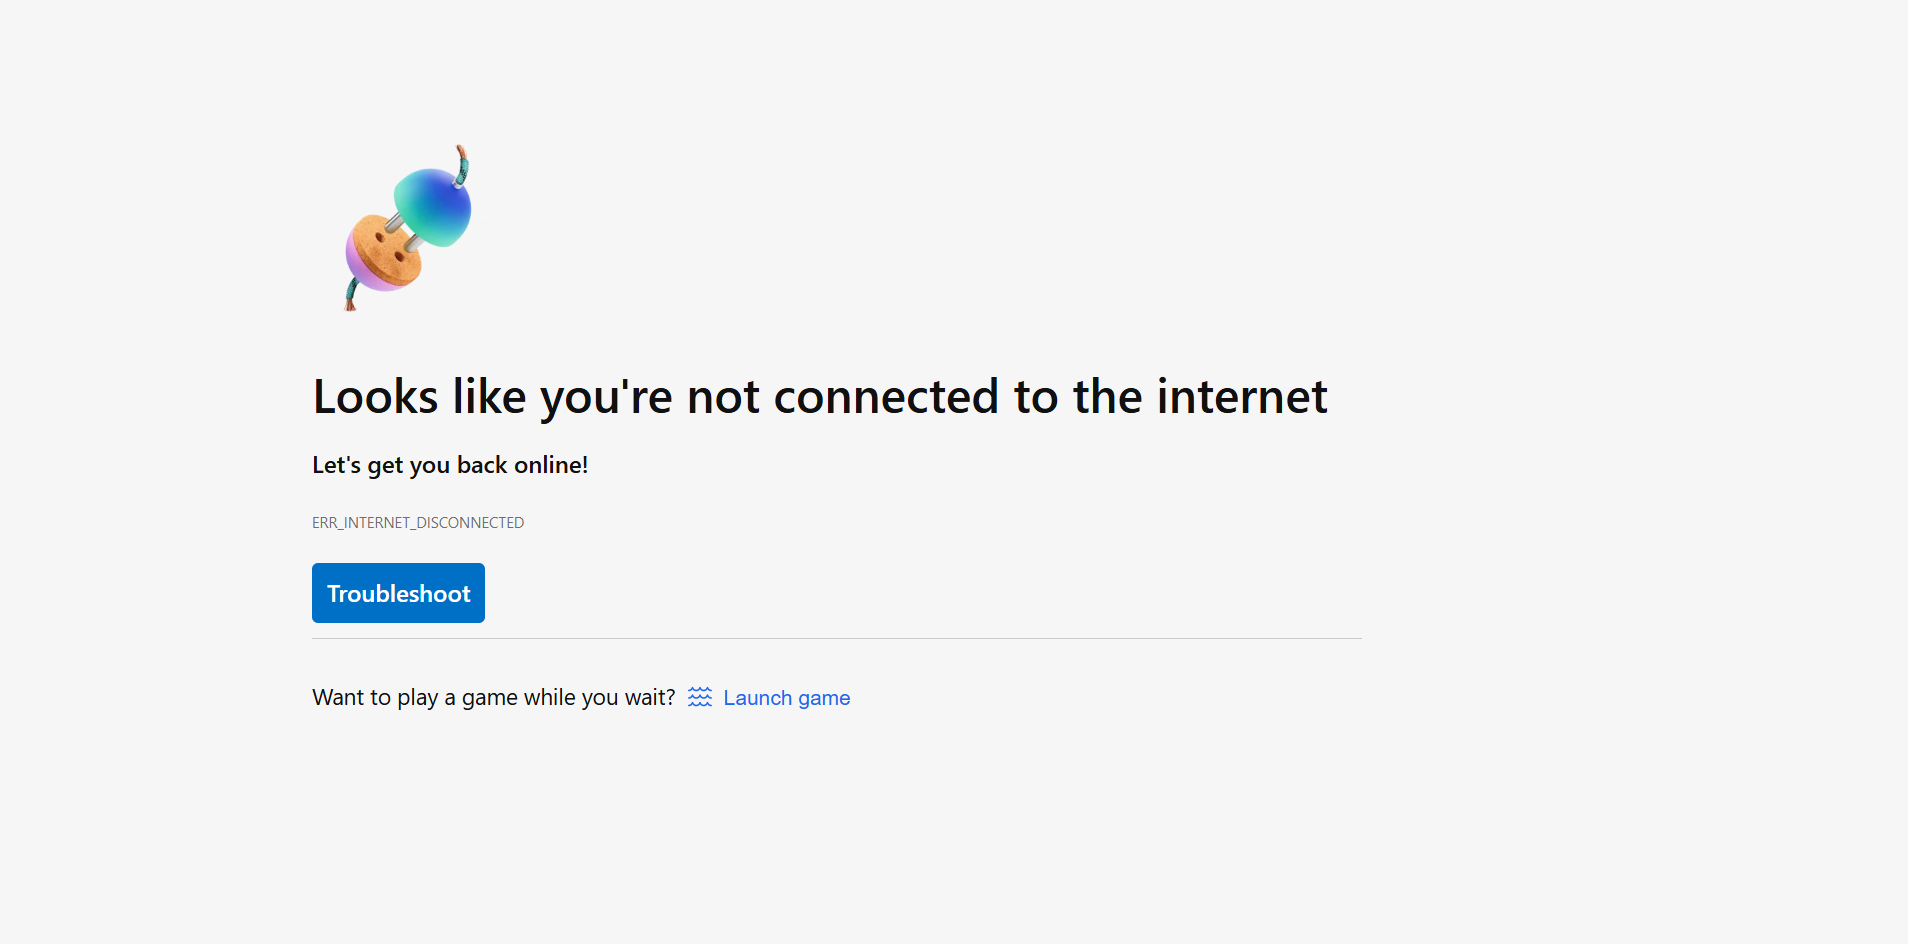 Looks like you're not connected to the internet
Let's get you back online!
ERR_INTERNET_DISCONNECTED
Troubleshoot
Want to play a game while you wait? Launch game